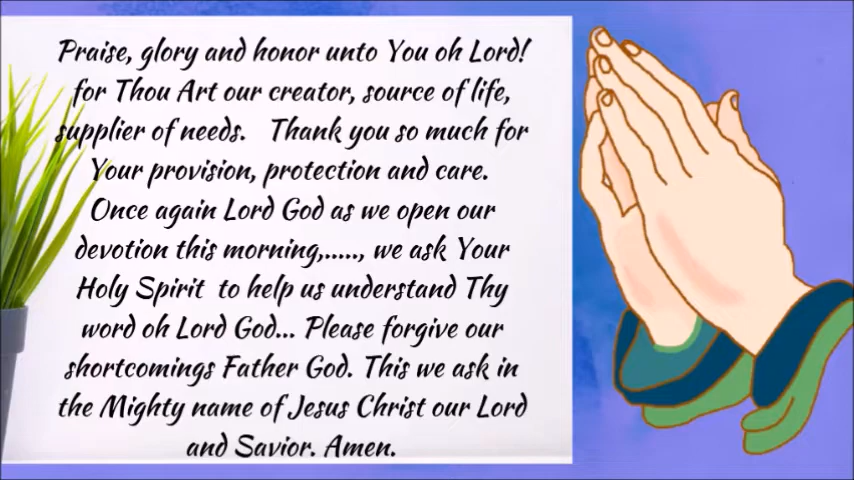 Praise, glory and honor unto You oh Lord!
for Thou Art our creator, source of life,
supplier of needs. Thank you so much for
Your provision, protection and care.
Once again Lord God as we open our
devotion this morning,....., we ask Your
Holy Spirit to help us understand Thy
word oh Lord God... Please forgive our
shortcomings Father God. This we ask in
the Mighty name of Jesus Christ our Lord
and Savior. Amen.